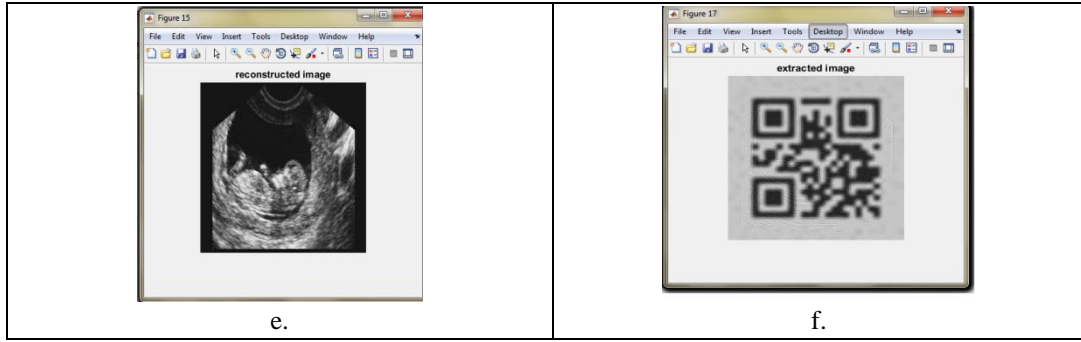 Figure 15
File Edit View Insert Tools Desktop Window Help
reconstructed image
e.
Figure 17
File Edit View Insert Tools Desktop Window Help
extracted image
f.